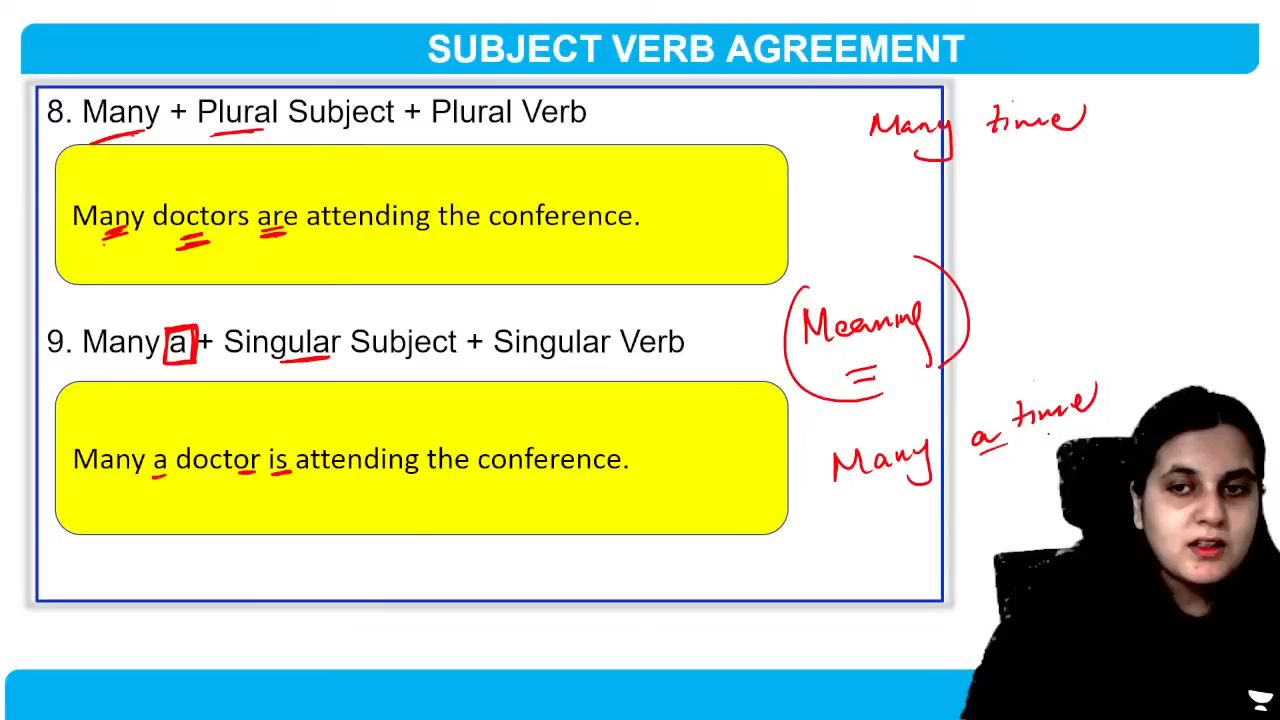 SUBJECT VERB AGREEMENT
8. Many + Plural Subject + Plural Verb
Many time
Many doctors are attending the conference.
Meaning
9. Many a + Singular Subject + Singular Verb
Many a time
Many a doctor is attending the conference.